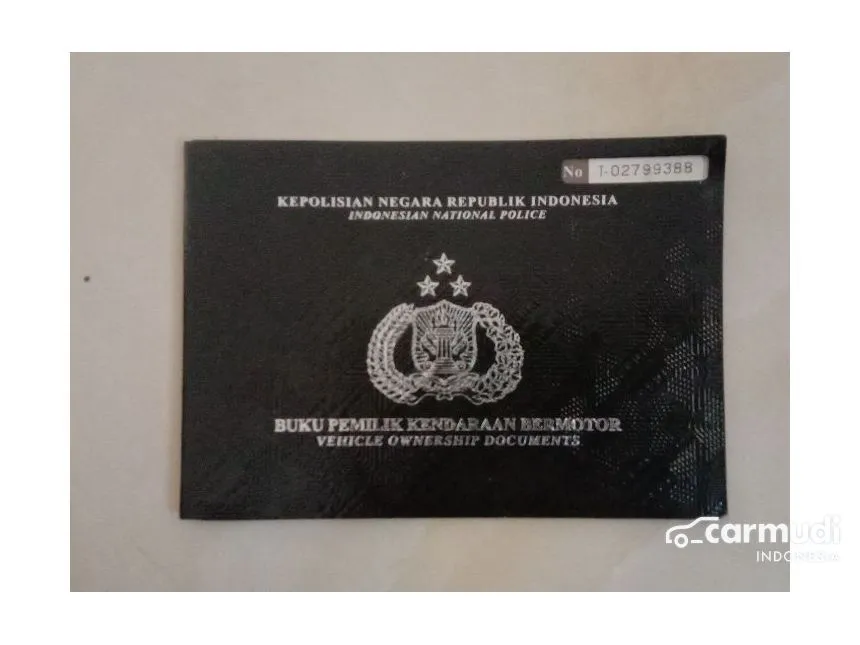 No T-02799388
KEPOLISIAN NEGARA REPUBLIK INDONESIA
INDONESIAN NATIONAL POLICE
BUKU PEMILIK KENDARAAN BERMOTOR
VEHICLE OWNERSHIP DOCUMENTS
carmudi
INDONESIA